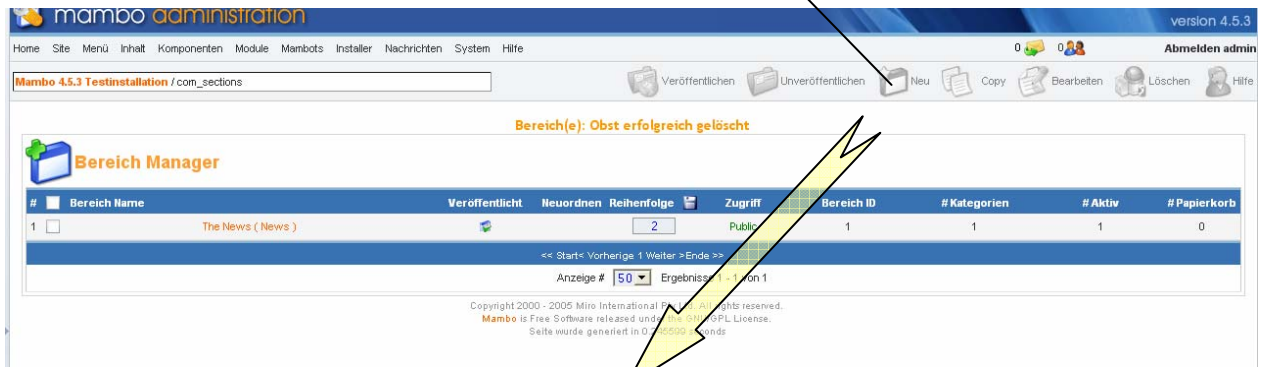 mambo administration
version 4.5.3
Home Site Menü Inhalt Komponenten Module Mambots Installer Nachrichten System Hilfe 0 0 Abmelden admin
Mambo 4.5.3 Testinstallation / com_sections
Veröffentlichen Unveröffentlichen Neu Copy Bearbeiten Löschen Hilfe
Bereich(e): Obst erfolgreich gelöscht
Bereich Manager
# Bereich Name Veröffentlicht Neuordnen Reihenfolge Zugriff Bereich ID # Kategorien # Aktiv # Papierkorb
1 The News ( News ) 2 Public 1 1 1 0
<< Start< Vorherige 1 Weiter >Ende >>
Anzeige # 50 Ergebnisse 1 - 1 von 1
Copyright 2000 - 2005 Miro International Pty Ltd. All rights reserved.
Mambo is Free Software released under the GNU/GPL License.
Seite wurde generiert in seconds